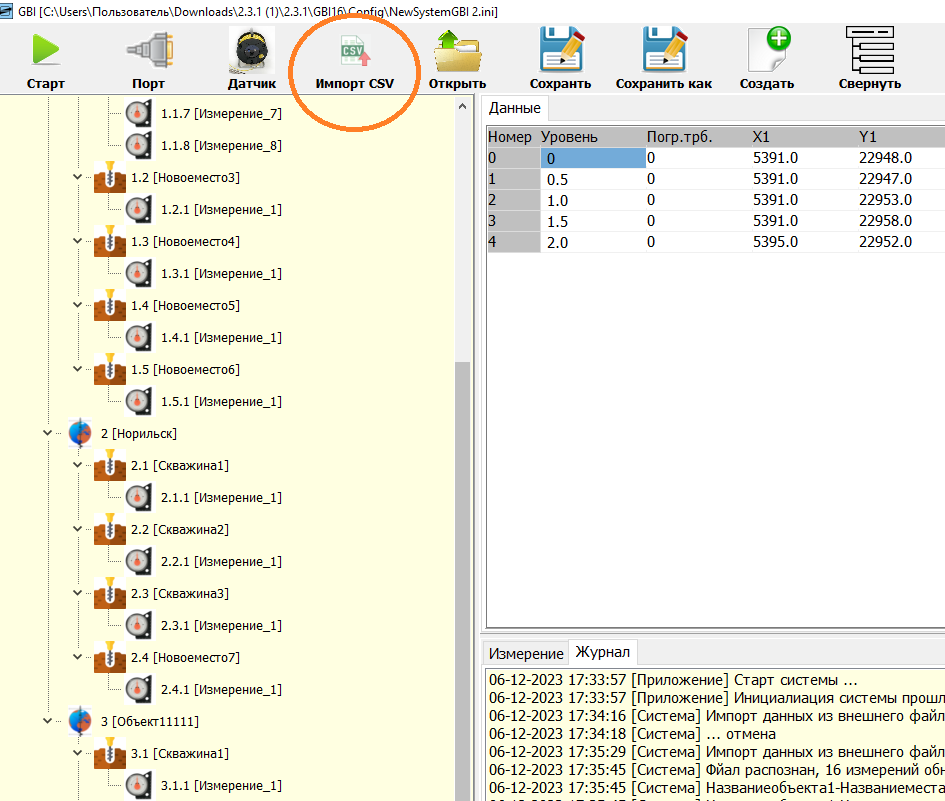 GBI [C:\Users\Пользователь\Downloads\2.3.1 (1)\2.3.1\GBI16\Config\NewSystemGBI 2.ini]
Старт Порт Датчик Импорт CSV Открыть Сохрaнть Сохранить как Создать Свернуть
CSV
1.1.7 [Измерение_7]
1.1.8 [Измерение_8]
1.2 [Новоеместо3]
1.2.1 [Измерение_1]
1.3 [Новоеместо4]
1.3.1 [Измерение_1]
1.4 [Новоеместо5]
1.4.1 [Измерение_1]
1.5 [Новоеместо6]
1.5.1 [Измерение_1]
2 [Норильск]
2.1 [Скважина1]
2.1.1 [Измерение_1]
2.2 [Скважина2]
2.2.1 [Измерение_1]
2.3 [Скважина3]
2.3.1 [Измерение_1]
2.4 [Новоеместо7]
2.4.1 [Измерение_1]
3 [Объект11111]
3.1 [Скважина1]
3.1.1 [Измерение_1]
Данные
Номер Уровень Погр.трб. X1 Y1
0 0 0 5391.0 22948.0
1 0.5 0 5391.0 22947.0
2 1.0 0 5391.0 22953.0
3 1.5 0 5391.0 22958.0
4 2.0 0 5395.0 22952.0
Измерение Журнал
06-12-2023 17:33:57 [Приложение] Старт системы ...
06-12-2023 17:33:57 [Приложение] Инициалиация системы прошл
06-12-2023 17:34:16 [Система] Импорт данных из внешнего файл
06-12-2023 17:34:18 [Система] ... отмена
06-12-2023 17:35:29 [Система] Импорт данных из внешнего файл
06-12-2023 17:35:45 [Система] Фйал распознан, 16 измерений обн
06-12-2023 17:35:45 [Система] Названиеобъекта1-Названиеместа